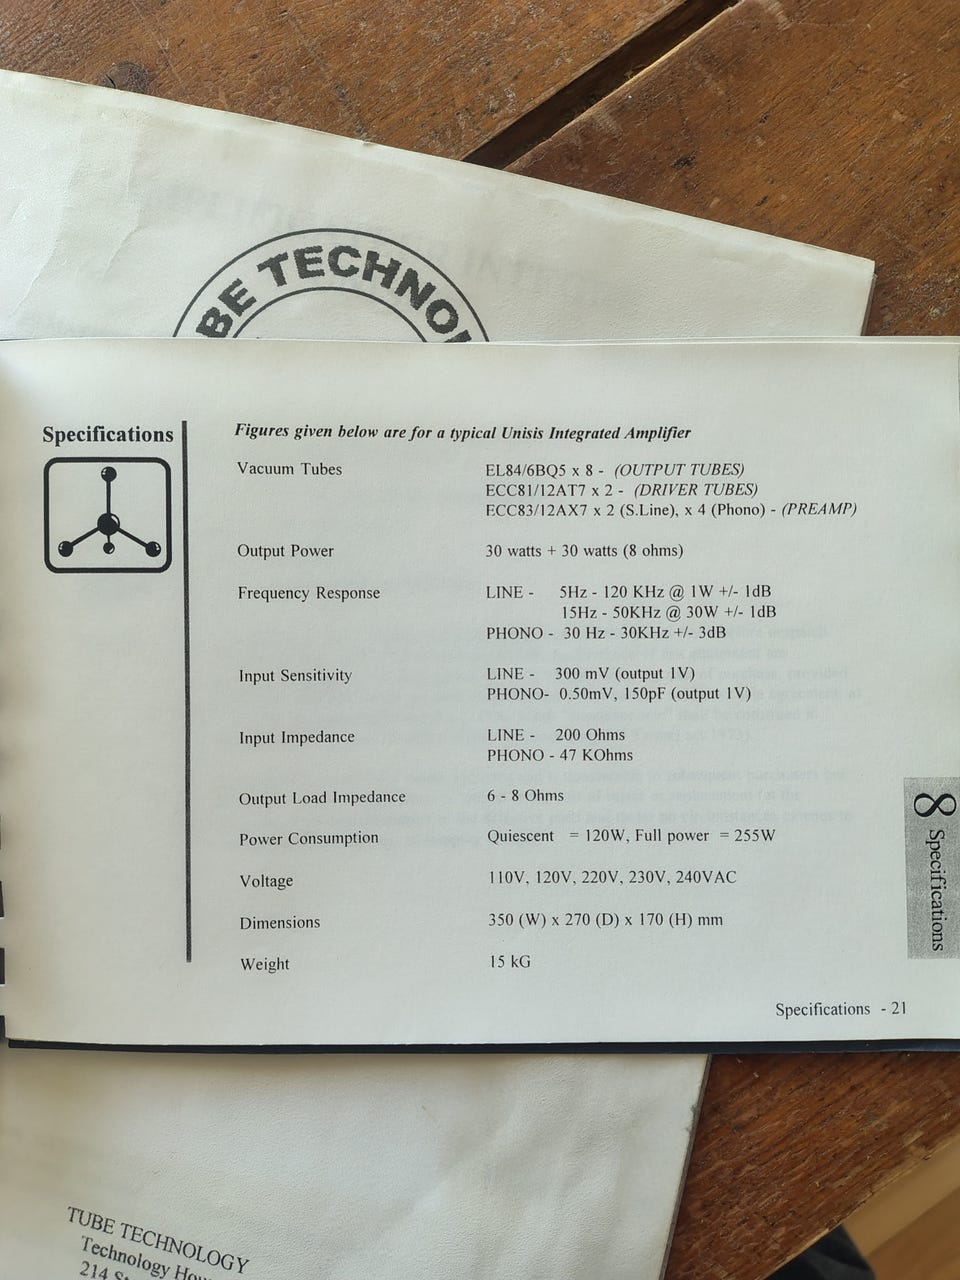 BE TECHNOL
Specifications
Figures given below are for a typical Unisis Integrated Amplifier
Vacuum Tubes EL84/6BQ5 x 8 - (OUTPUT TUBES)
ECC81/12AT7 x 2 - (DRIVER TUBES)
ECC83/12AX7 x 2 (S.Line), x 4 (Phono) - (PREAMP)
Output Power 30 watts + 30 watts (8 ohms)
Frequency Response LINE - 5Hz - 120 KHz @ 1W +/- 1dB
15Hz - 50KHz @ 30W +/- 1dB
PHONO - 30 Hz - 30KHz +/- 3dB
Input Sensitivity LINE - 300 mV (output 1V)
PHONO- 0.50mV, 150pF (output 1V)
Input Impedance LINE - 200 Ohms
PHONO - 47 KOhms
Output Load Impedance 6 - 8 Ohms
Power Consumption Quiescent = 120W, Full power = 255W
Voltage 110V, 120V, 220V, 230V, 240VAC
Dimensions 350 (W) x 270 (D) x 170 (H) mm
Weight 15 kG
8 Specifications
Specifications - 21
TUBE TECHNOLOGY
Technology Hou
214 St